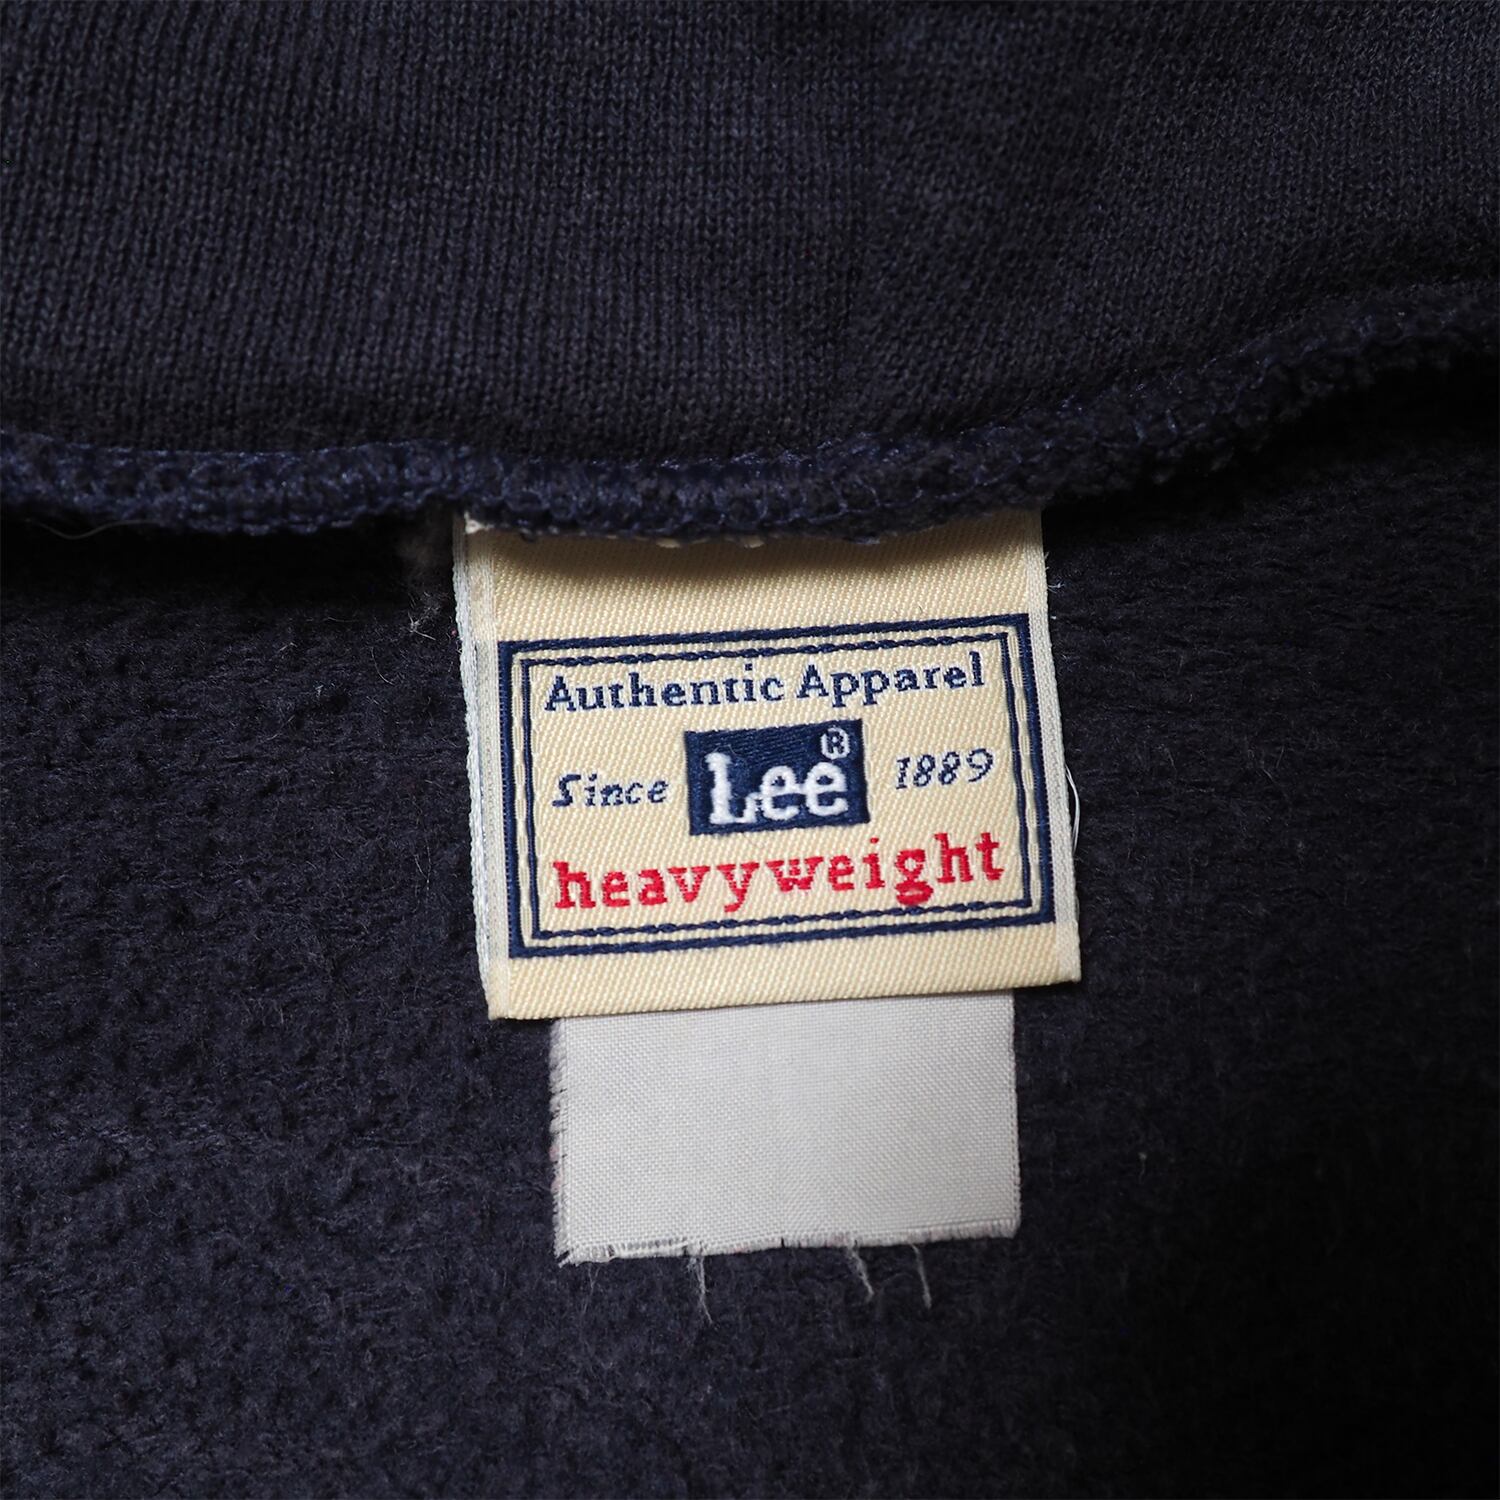 Authentic Apparel
Since Lee® 1889
heavyweight